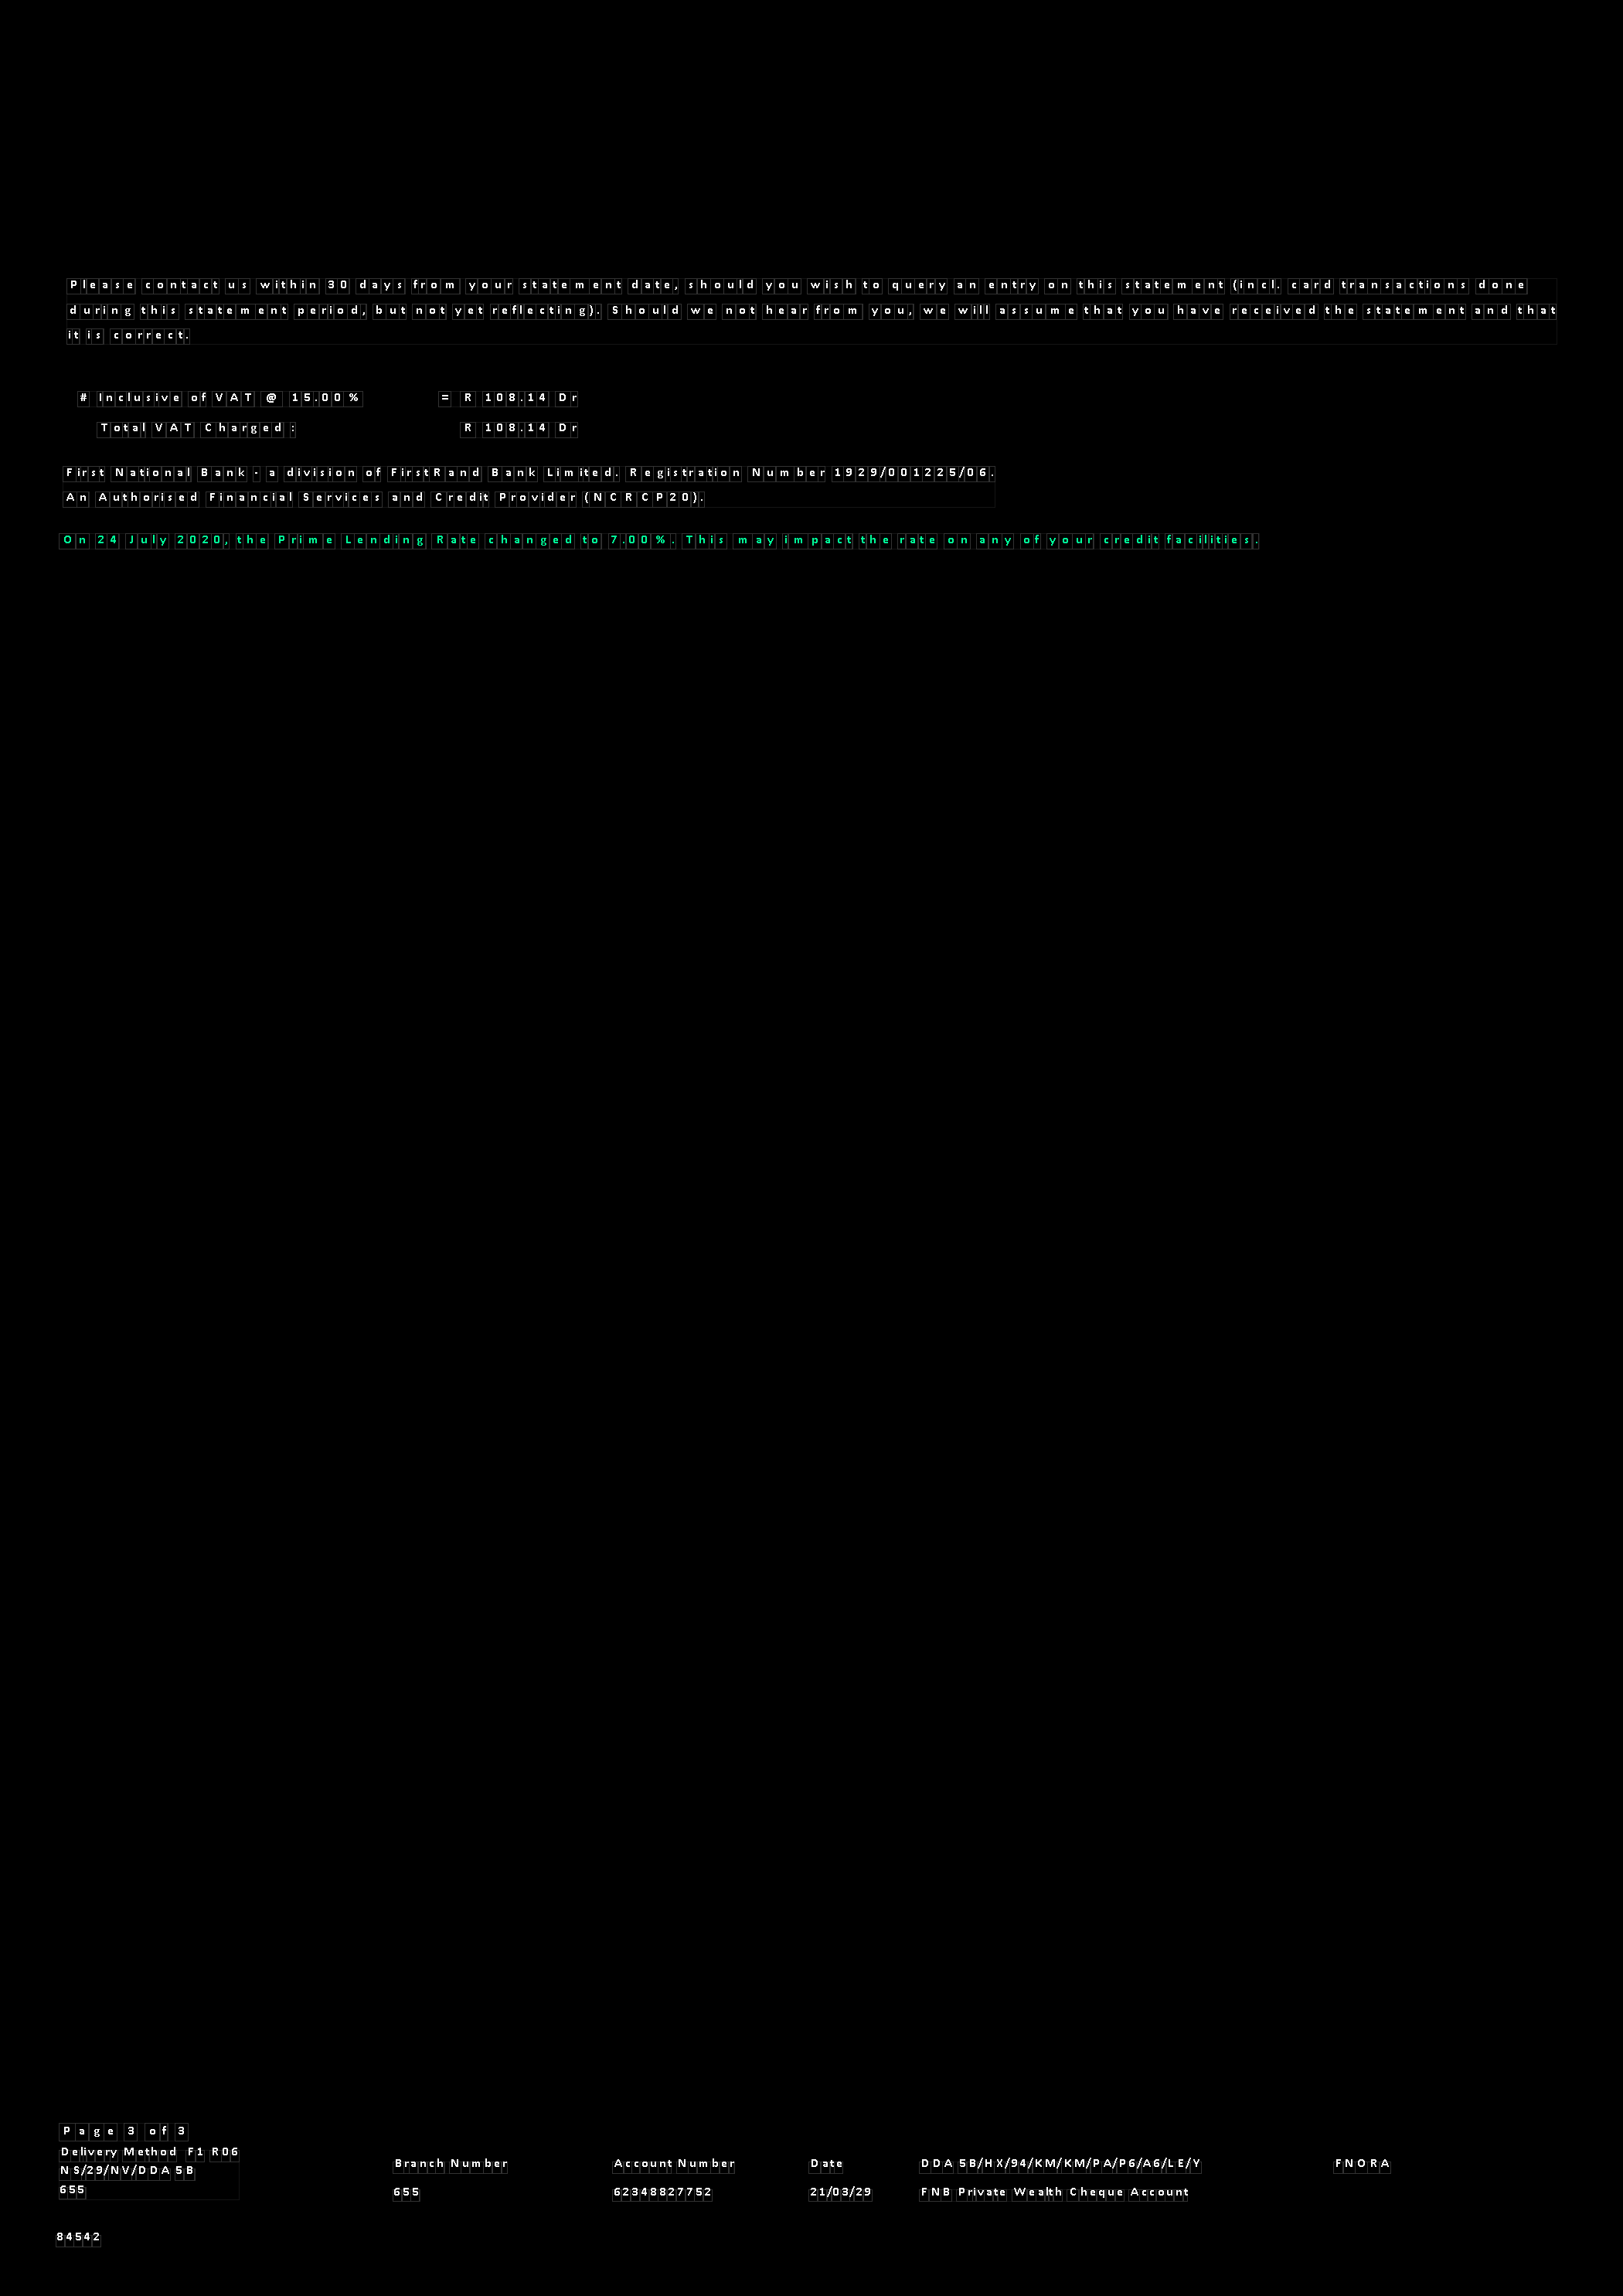 Please contact us within 30 days from your statement date, should you wish to query an entry on this statement (incl. card transactions done
during this statement period, but not yet reflecting). Should we not hear from you, we will assume that you have received the statement and that
it is correct.
# Inclusive of VAT @ 15.00% = R 108.14 Dr
Total VAT Charged: R 108.14 Dr
First National Bank - a division of FirstRand Bank Limited. Registration Number 1929/001225/06.
An Authorised Financial Services and Credit Provider (NCRCP20).
On 24 July 2020, the Prime Lending Rate changed to 7.00%. This may impact the rate on any of your credit facilities.
Page 3 of 3
Delivery Method F1 R06
NS/29/NV/DDA 5B
655
Branch Number Account Number Date DDA 5B/HX/94/KM/KM/PA/P6/A6/LE/Y FNORA
655 62348827752 21/03/29 FNB Private Wealth Cheque Account
84542